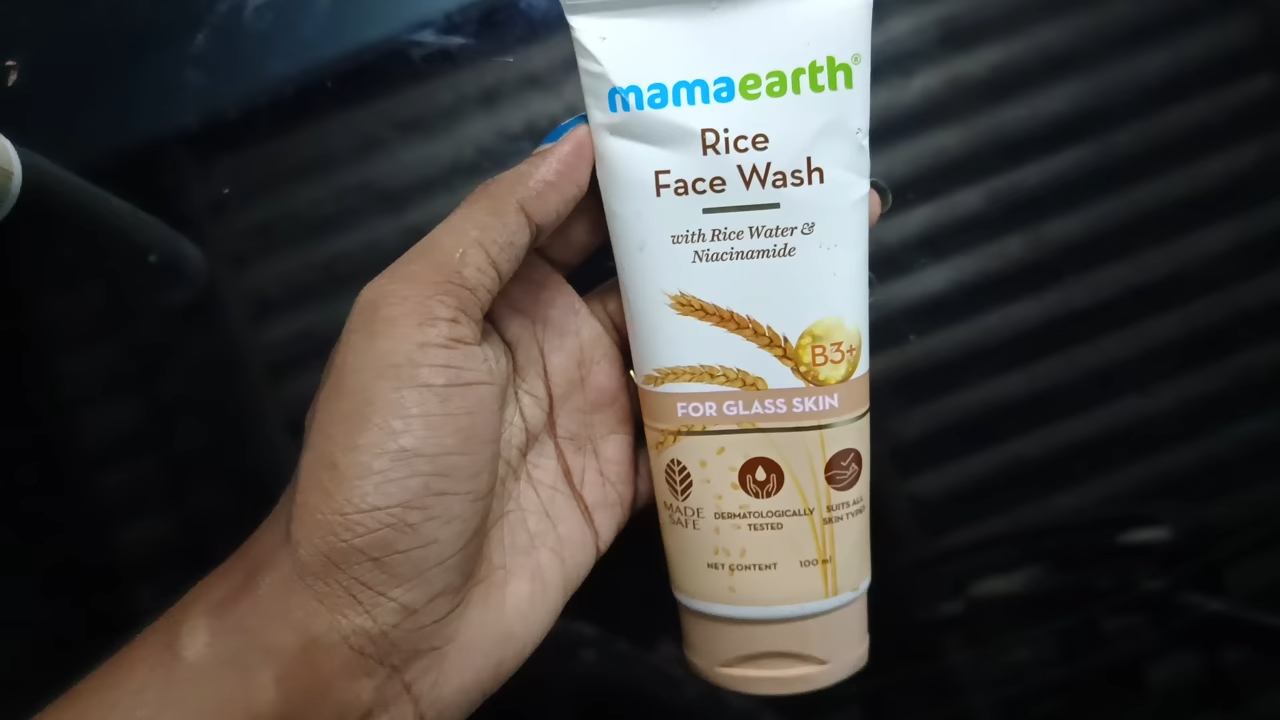 mamaearth®
Rice
Face Wash
with Rice Water &
Niacinamide
B3+
FOR GLASS SKIN
MADE
SAFE
DERMATOLOGICALLY
TESTED
SUITS ALL
SKIN TYPES
NET CONTENT 100 ml